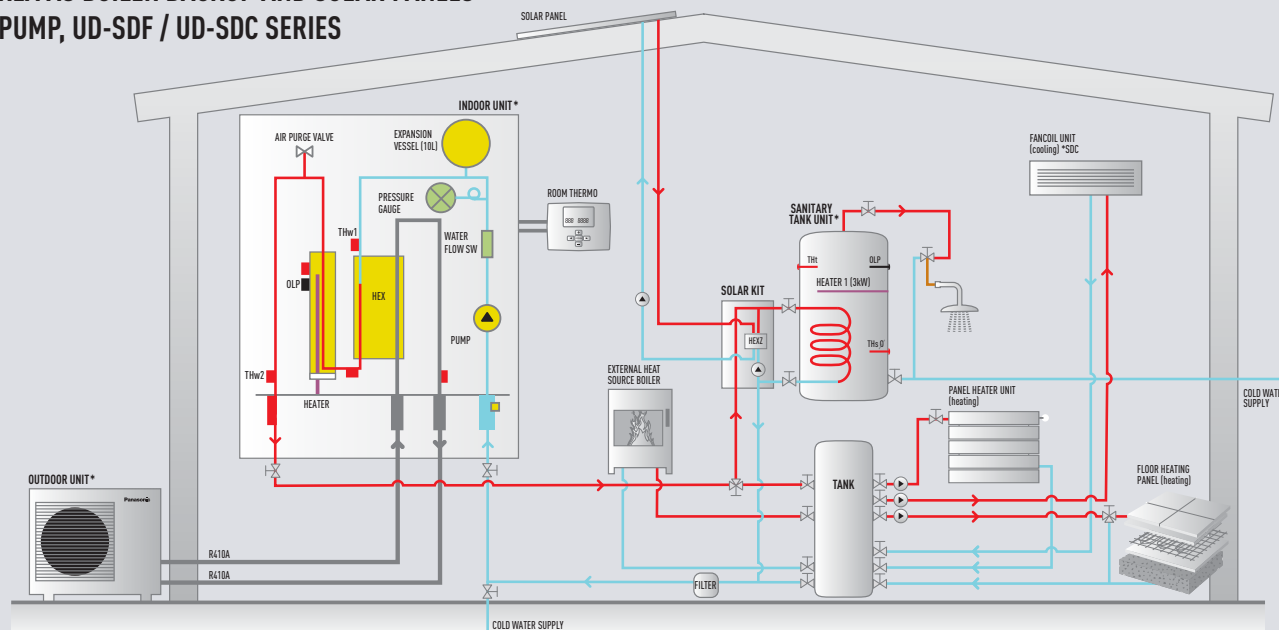 PUMP, UD-SDF / UD-SDC SERIES
SOLAR PANEL
INDOOR UNIT*
AIR PURGE VALVE
EXPANSION
VESSEL (10L)
PRESSURE
GAUGE
THw1
WATER
FLOW SW
OLP
HEX
PUMP
THw2
HEATER
ROOM THERMO
SANITARY
TANK UNIT*
THt
OLP
HEATER 1 (3kW)
SOLAR KIT
HEXZ
EXTERNAL HEAT
SOURCE BOILER
FANCOIL UNIT
(cooling) *SDC
COLD WATE
SUPPLY
PANEL HEATER UNIT
(heating)
TANK
FLOOR HEATING
PANEL (heating)
OUTDOOR UNIT*
Panasonic
R410A
R410A
FILTER
COLD WATER SUPPLY